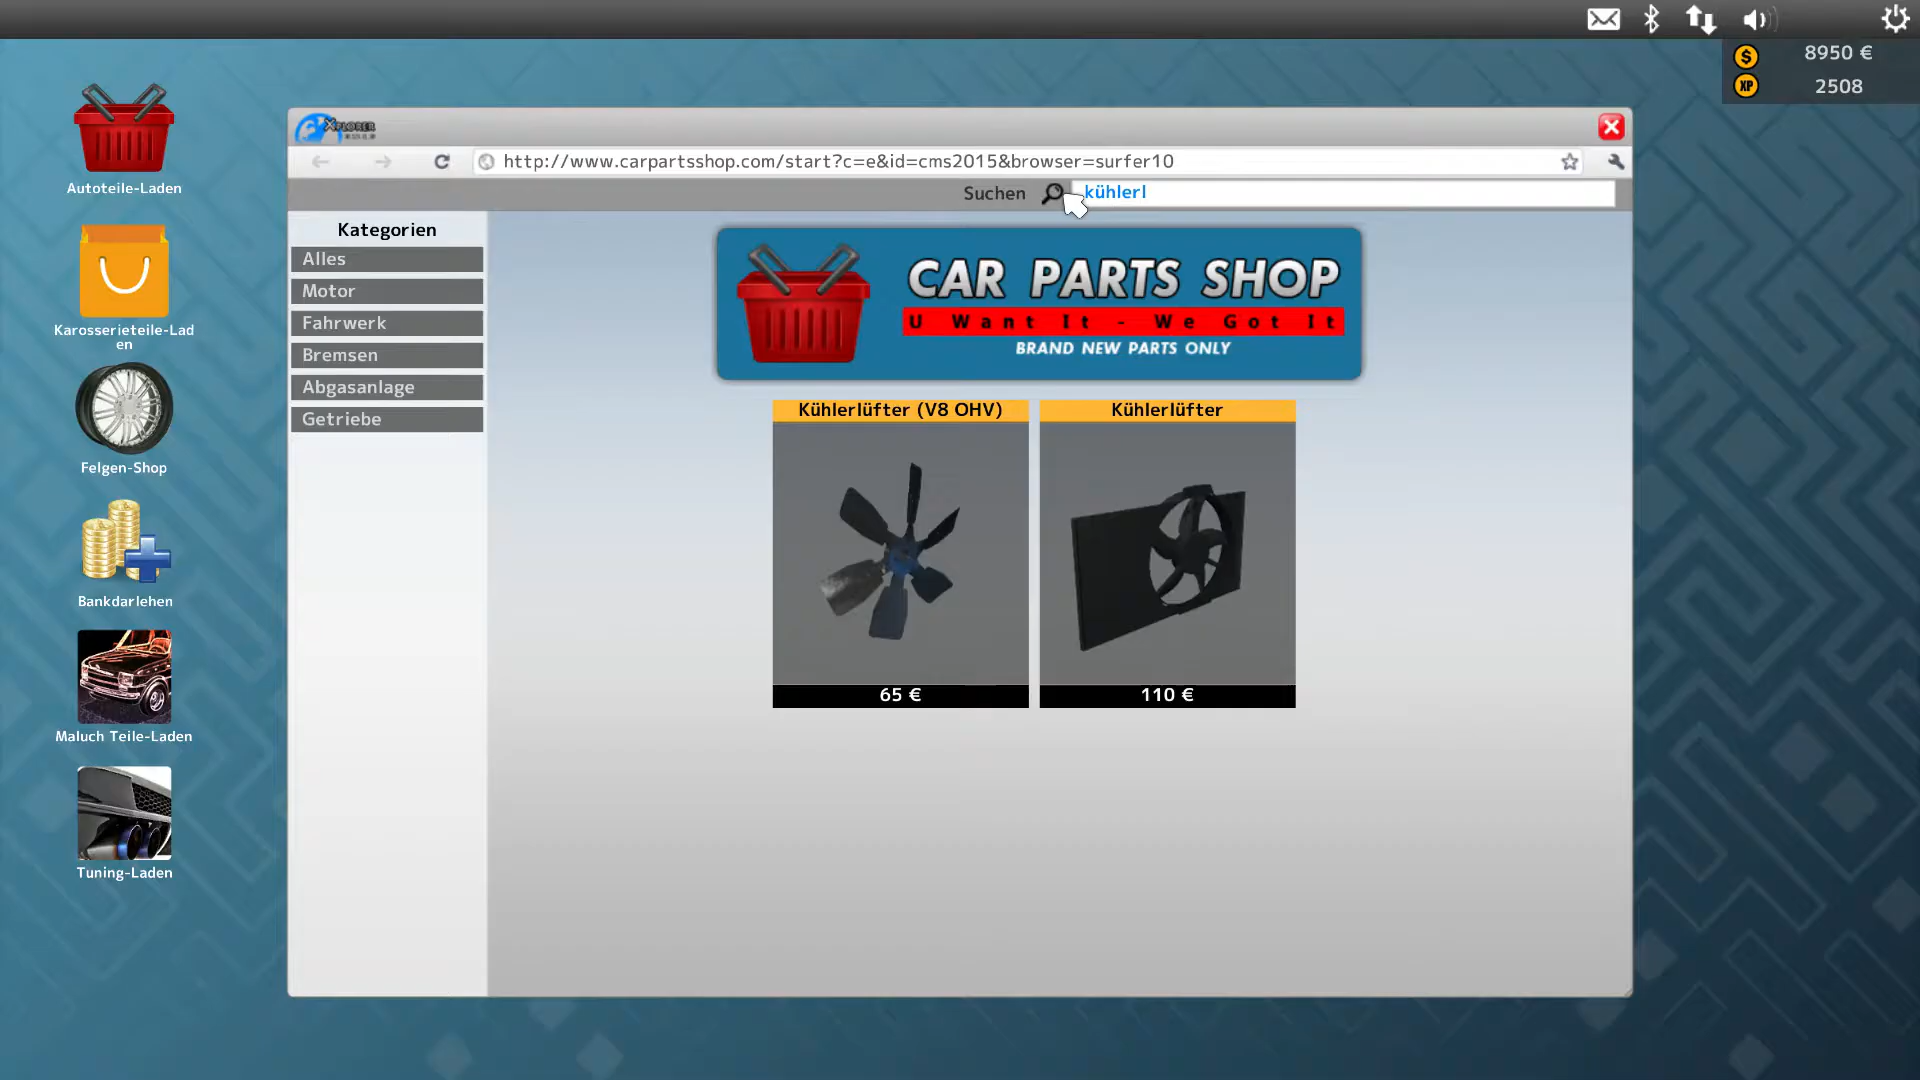 8950 €
XP 2508
Autoteile-Laden
Karosserieteile-Lad
en
Felgen-Shop
Bankdarlehen
Maluch Teile-Laden
Tuning-Laden
XPLORER
http://www.carpartsshop.com/start?c=e&id=cms2015&browser=surfer10
Suchen kühlerl
Kategorien
Alles
Motor
Fahrwerk
Bremsen
Abgasanlage
Getriebe
CAR PARTS SHOP
U Want It - We Got It
BRAND NEW PARTS ONLY
Kühlerlüfter (V8 OHV)
65 €
Kühlerlüfter
110 €